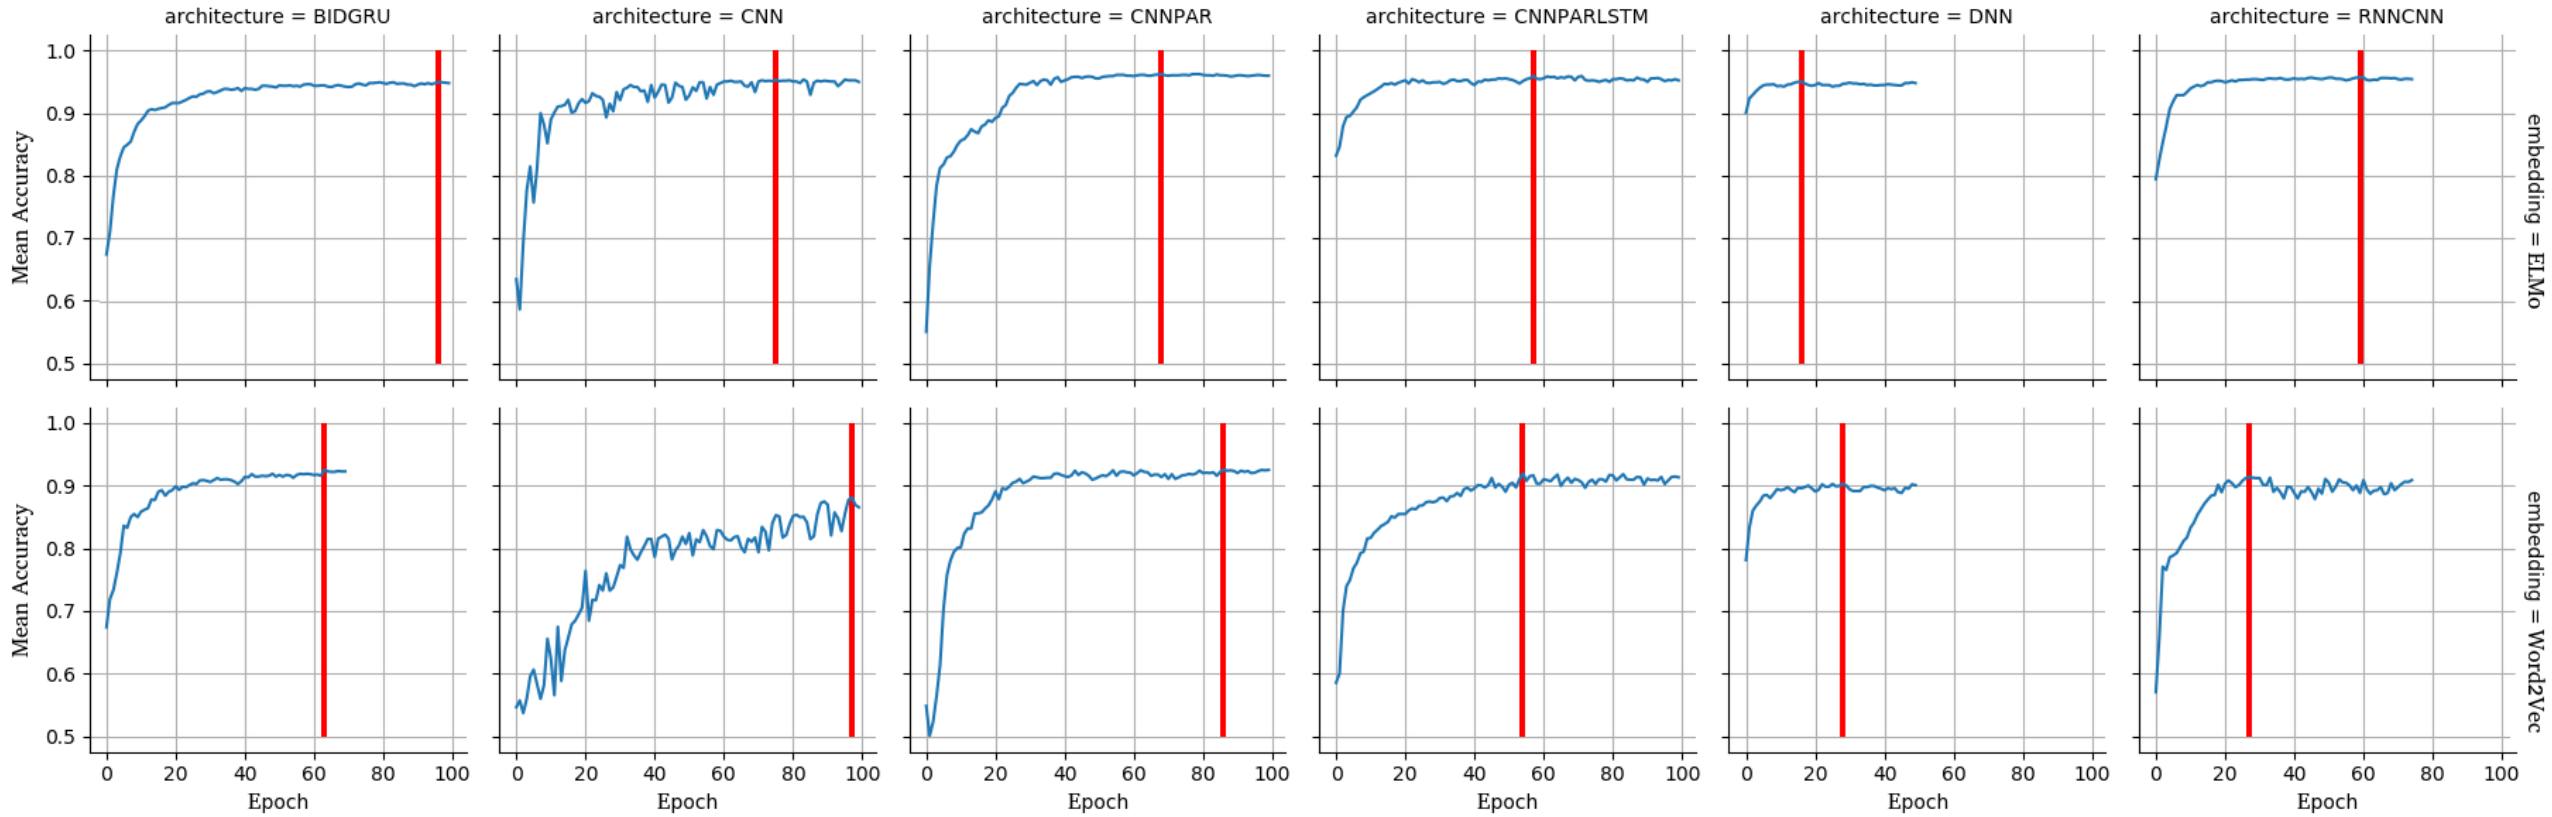 architecture = BIDGRU
architecture = CNN
architecture = CNNPAR
architecture = CNNPARLSTM
architecture = DNN
architecture = RNNCNN
1.0
0.9
0.8
0.7
0.6
0.5
Mean Accuracy
embedding = ELMo
1.0
0.9
0.8
0.7
0.6
0.5
Mean Accuracy
embedding = Word2Vec
0 20 40 60 80 100
0 20 40 60 80 100
0 20 40 60 80 100
0 20 40 60 80 100
0 20 40 60 80 100
0 20 40 60 80 100
Epoch
Epoch
Epoch
Epoch
Epoch
Epoch